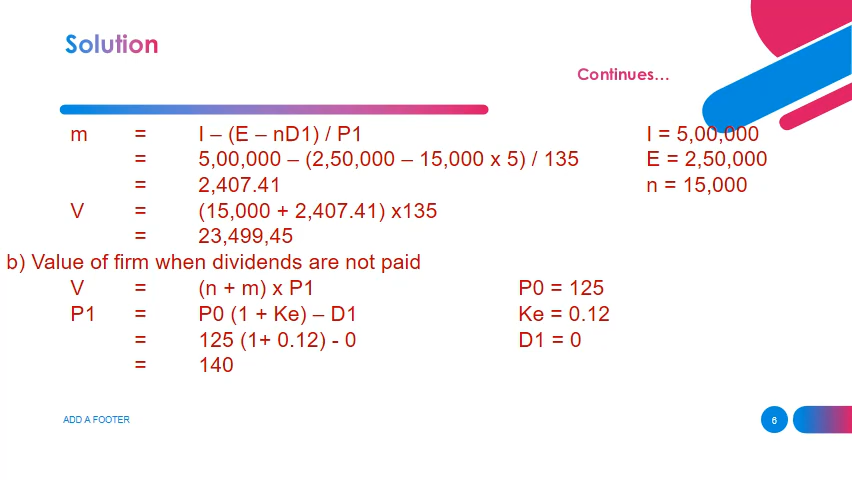 Solution
Continues…
m = I – (E – nD1) / P1 I = 5,00,000
= 5,00,000 – (2,50,000 – 15,000 x 5) / 135 E = 2,50,000
= 2,407.41 n = 15,000
V = (15,000 + 2,407.41) x135
= 23,499,45
b) Value of firm when dividends are not paid
V = (n + m) x P1 P0 = 125
P1 = P0 (1 + Ke) – D1 Ke = 0.12
= 125 (1+ 0.12) - 0 D1 = 0
= 140
ADD A FOOTER 6